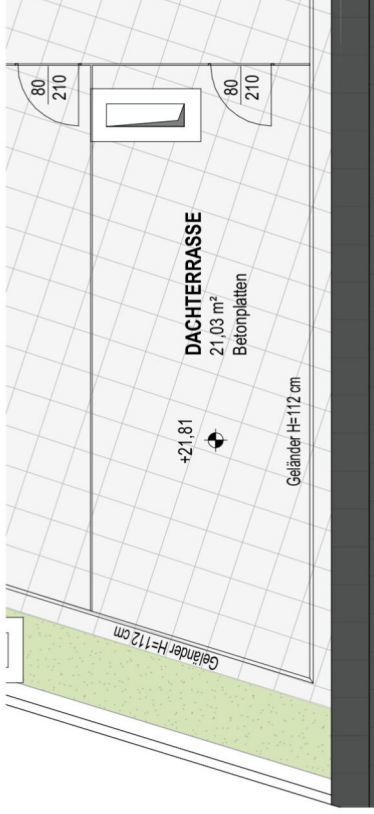 80
210
80
210
DACHTERRASSE
21,03 m²
Betonplatten
+21,81
Geländer H=112 cm
Geländer H=112 cm